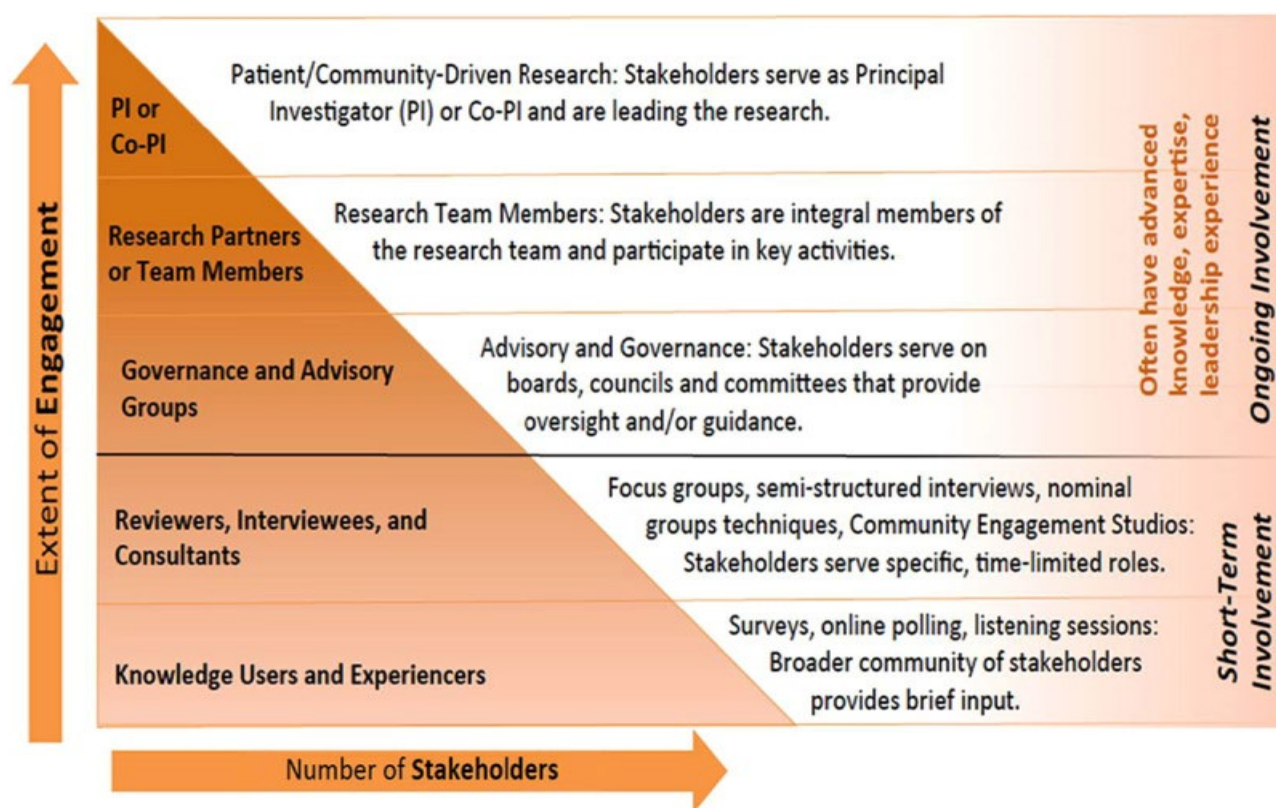 Extent of Engagement
PI or
Co-PI
Patient/Community-Driven Research: Stakeholders serve as Principal
Investigator (PI) or Co-PI and are leading the research.
Research Partners
or Team Members
Research Team Members: Stakeholders are integral members of
the research team and participate in key activities.
Governance and Advisory
Groups
Advisory and Governance: Stakeholders serve on
boards, councils and committees that provide
oversight and/or guidance.
Often have advanced
knowledge, expertise,
leadership experience
Ongoing Involvement
Reviewers, Interviewees, and
Consultants
Focus groups, semi-structured interviews, nominal
groups techniques, Community Engagement Studios:
Stakeholders serve specific, time-limited roles.
Knowledge Users and Experiencers
Surveys, online polling, listening sessions:
Broader community of stakeholders
provides brief input.
Short-Term
Involvement
Number of Stakeholders